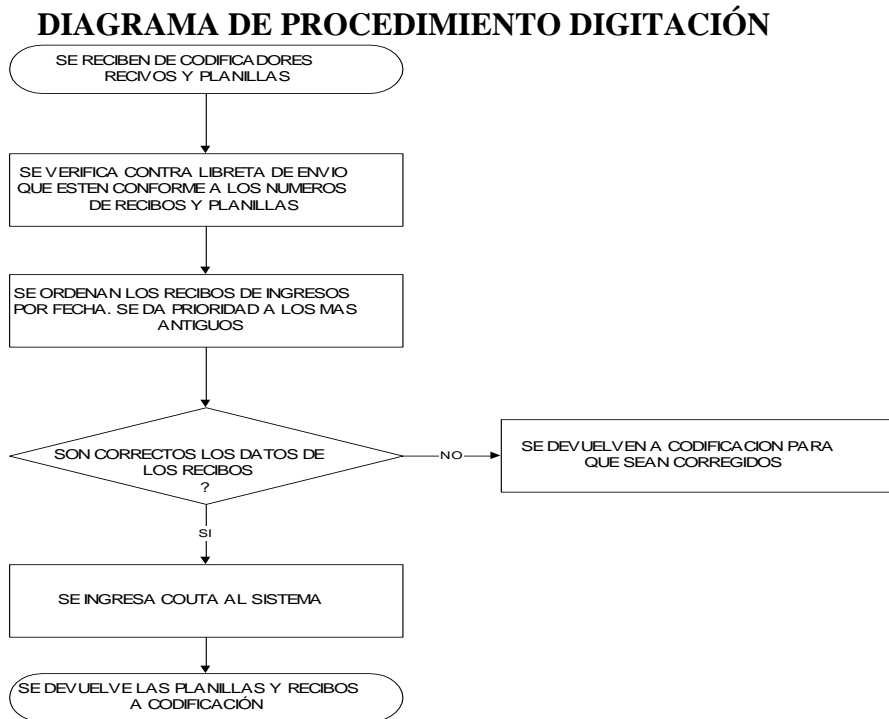 DIAGRAMA DE PROCEDIMIENTO DIGITACIÓN
SE RECIBEN DE CODIFICADORES
RECIVOS Y PLANILLAS
SE VERIFICA CONTRA LIBRETA DE ENVIO
QUE ESTEN CONFORME A LOS NUMEROS
DE RECIBOS Y PLANILLAS
SE ORDENAN LOS RECIBOS DE INGRESOS
POR FECHA. SE DA PRIORIDAD A LOS MAS
ANTIGUOS
SON CORRECTOS LOS DATOS DE
LOS RECIBOS
?
NO
SE DEVUELVEN A CODIFICACION PARA
QUE SEAN CORREGIDOS
SI
SE INGRESA COUTA AL SISTEMA
SE DEVUELVE LAS PLANILLAS Y RECIBOS
A CODIFICACIÓN